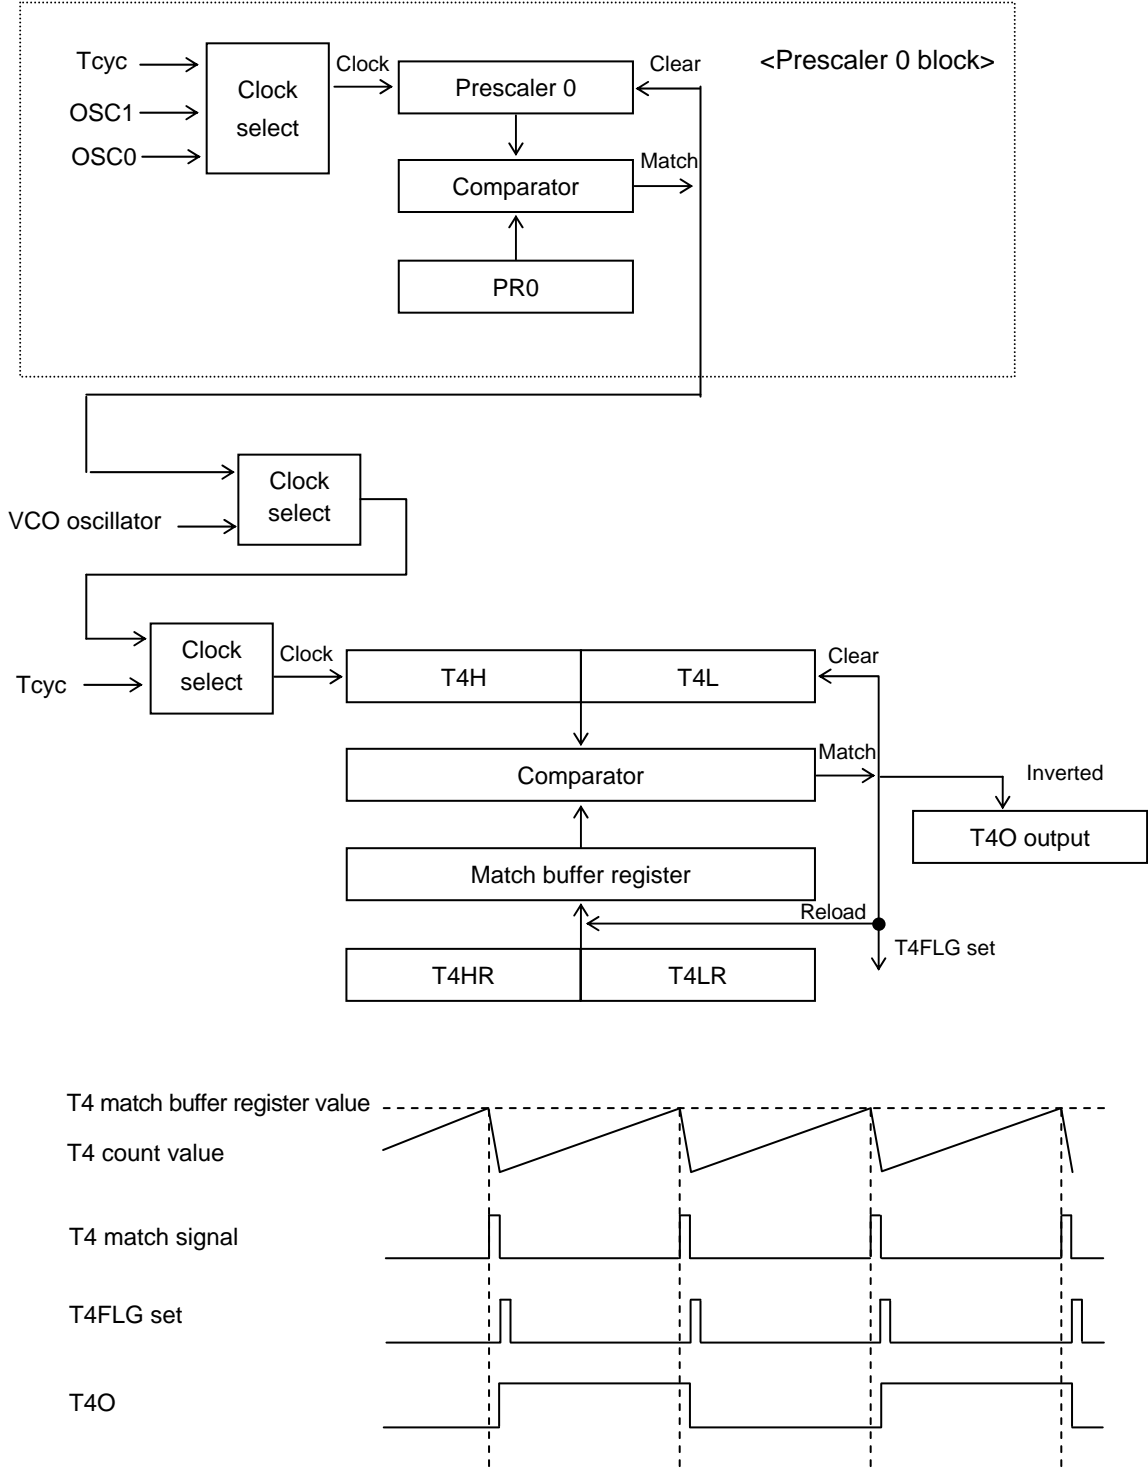 <Prescaler 0 block>
Tcyc
OSC1
OSC0
Clock
select
Clock
Prescaler 0
Clear
Comparator
Match
PR0
VCO oscillator
Clock
select
Tcyc
Clock
select
Clock
T4H
T4L
Clear
Comparator
Match
Inverted
T4O output
Match buffer register
Reload
T4FLG set
T4HR
T4LR
T4 match buffer register value
T4 count value
T4 match signal
T4FLG set
T4O